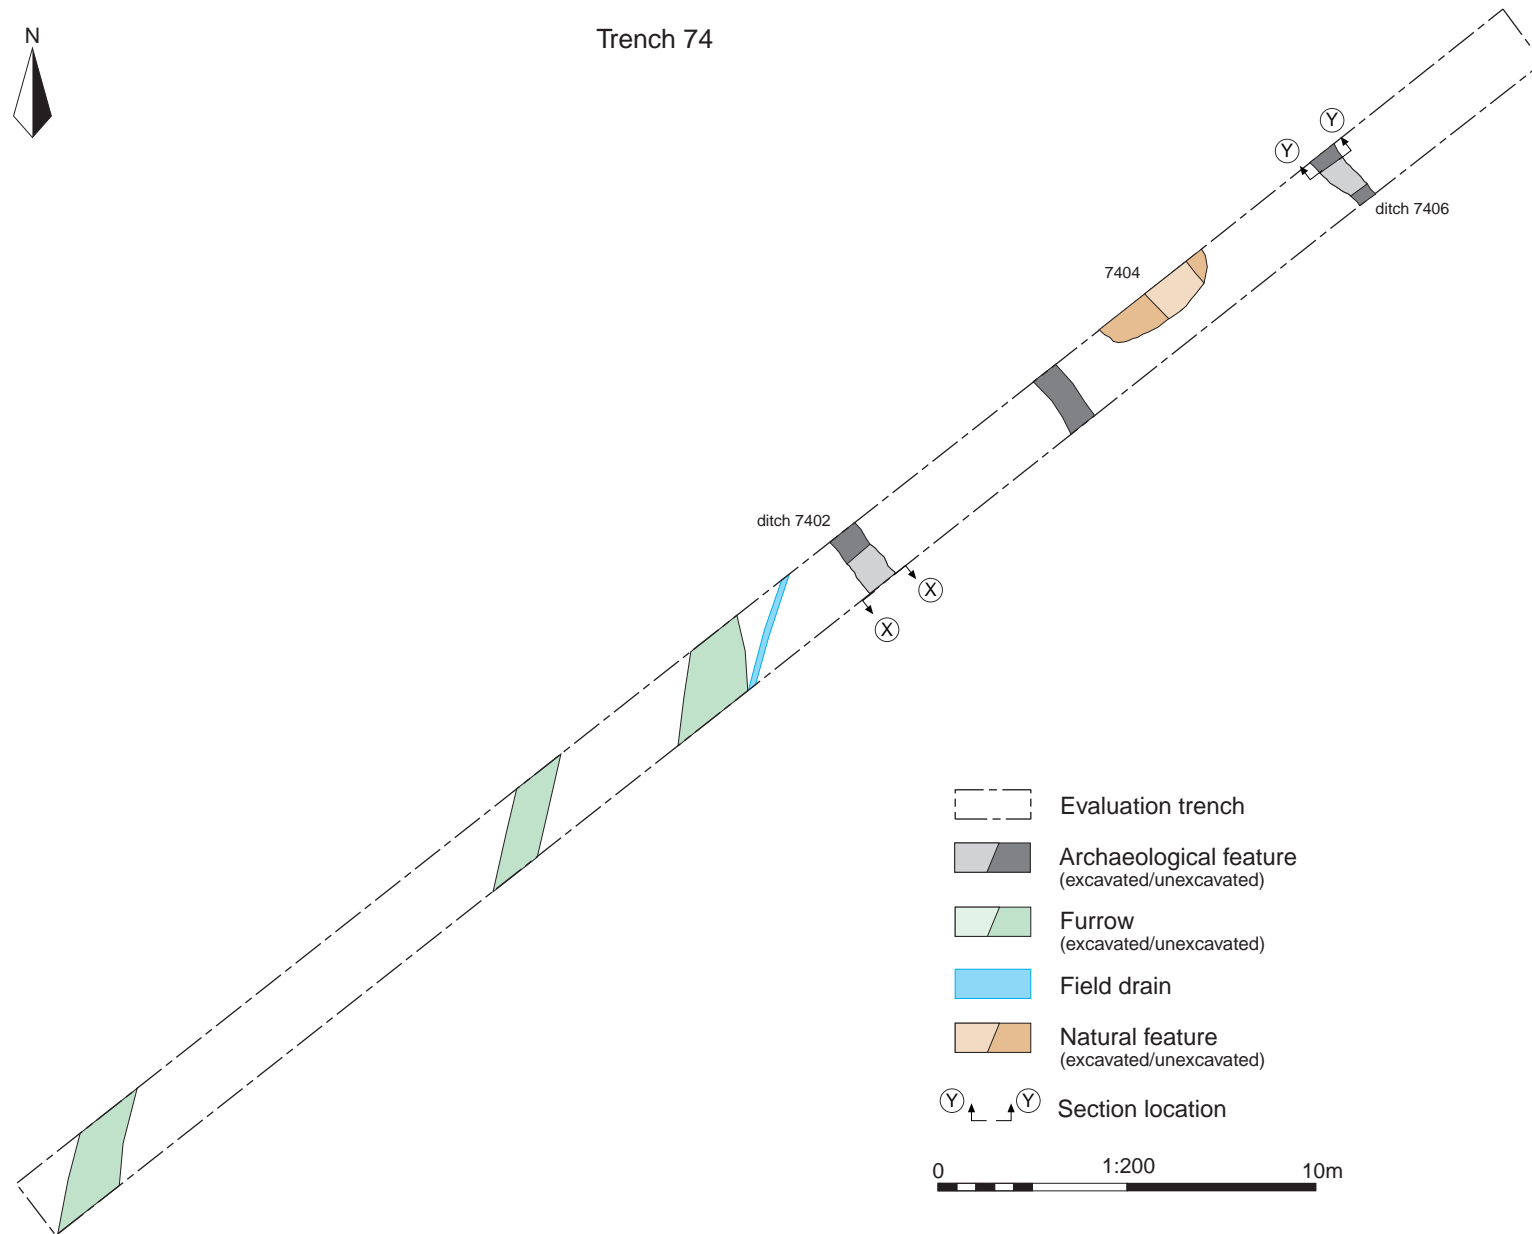 N
Trench 74
Y
Y
ditch 7406
7404
ditch 7402
X
X
Evaluation trench
Archaeological feature
(excavated/unexcavated)
Furrow
(excavated/unexcavated)
Field drain
Natural feature
(excavated/unexcavated)
Y Y Section location
0 1:200 10m